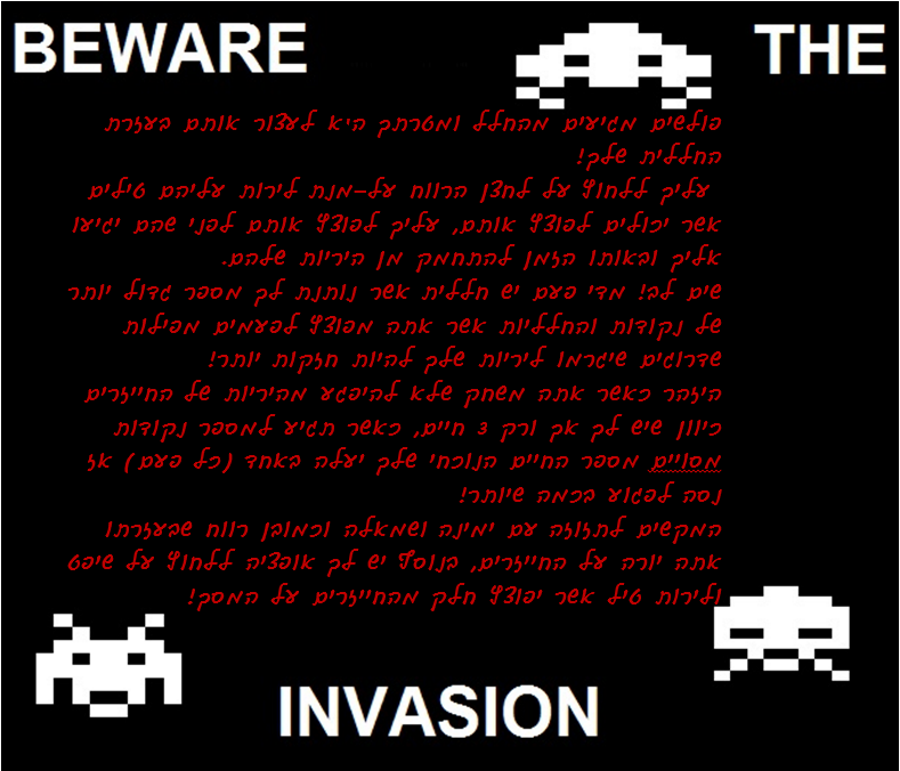 BEWARE THE
פולשים מגיעים מהחלל ומטרתך היא לעצור אותם בעזרת
החללית שלך!
עליך ללחוץ על לחצן הרווח על-מנת לירות עליהם טילים
אשר יכולים לפוצץ אותם, עליך לפוצץ אותם לפני שהם יגיעו
אליך ובאותו הזמן להתחמק מן היריות שלהם.
שים לב! מדי פעם יש חללית אשר נותנת לך מספר גדול יותר
של נקודות והחלליות אשר אתה מפוצץ לפעמים מפילות
שדרוגים שיגרמו ליריות שלך להיות חזקות יותר!
היזהר כאשר אתה משחק שלא להיפגע מהיריות של החייזרים
כיוון שיש לך אך ורק 3 חיים, כאשר תגיע למספר נקודות
מסויים מספר החיים הנוכחי שלך יעלה באחד (כל פעם) אז
נסה לפגוע בכמה שיותר!
המקשים לתזוזה עם ימינה ושמאלה וכמובן רווח שבעזרתו
אתה יורה על החייזרים, בנוסף יש לך אופציה ללחוץ על שיפט
ולירות טיל אשר יפוצץ חלק מהחייזרים על המסך!
INVASION